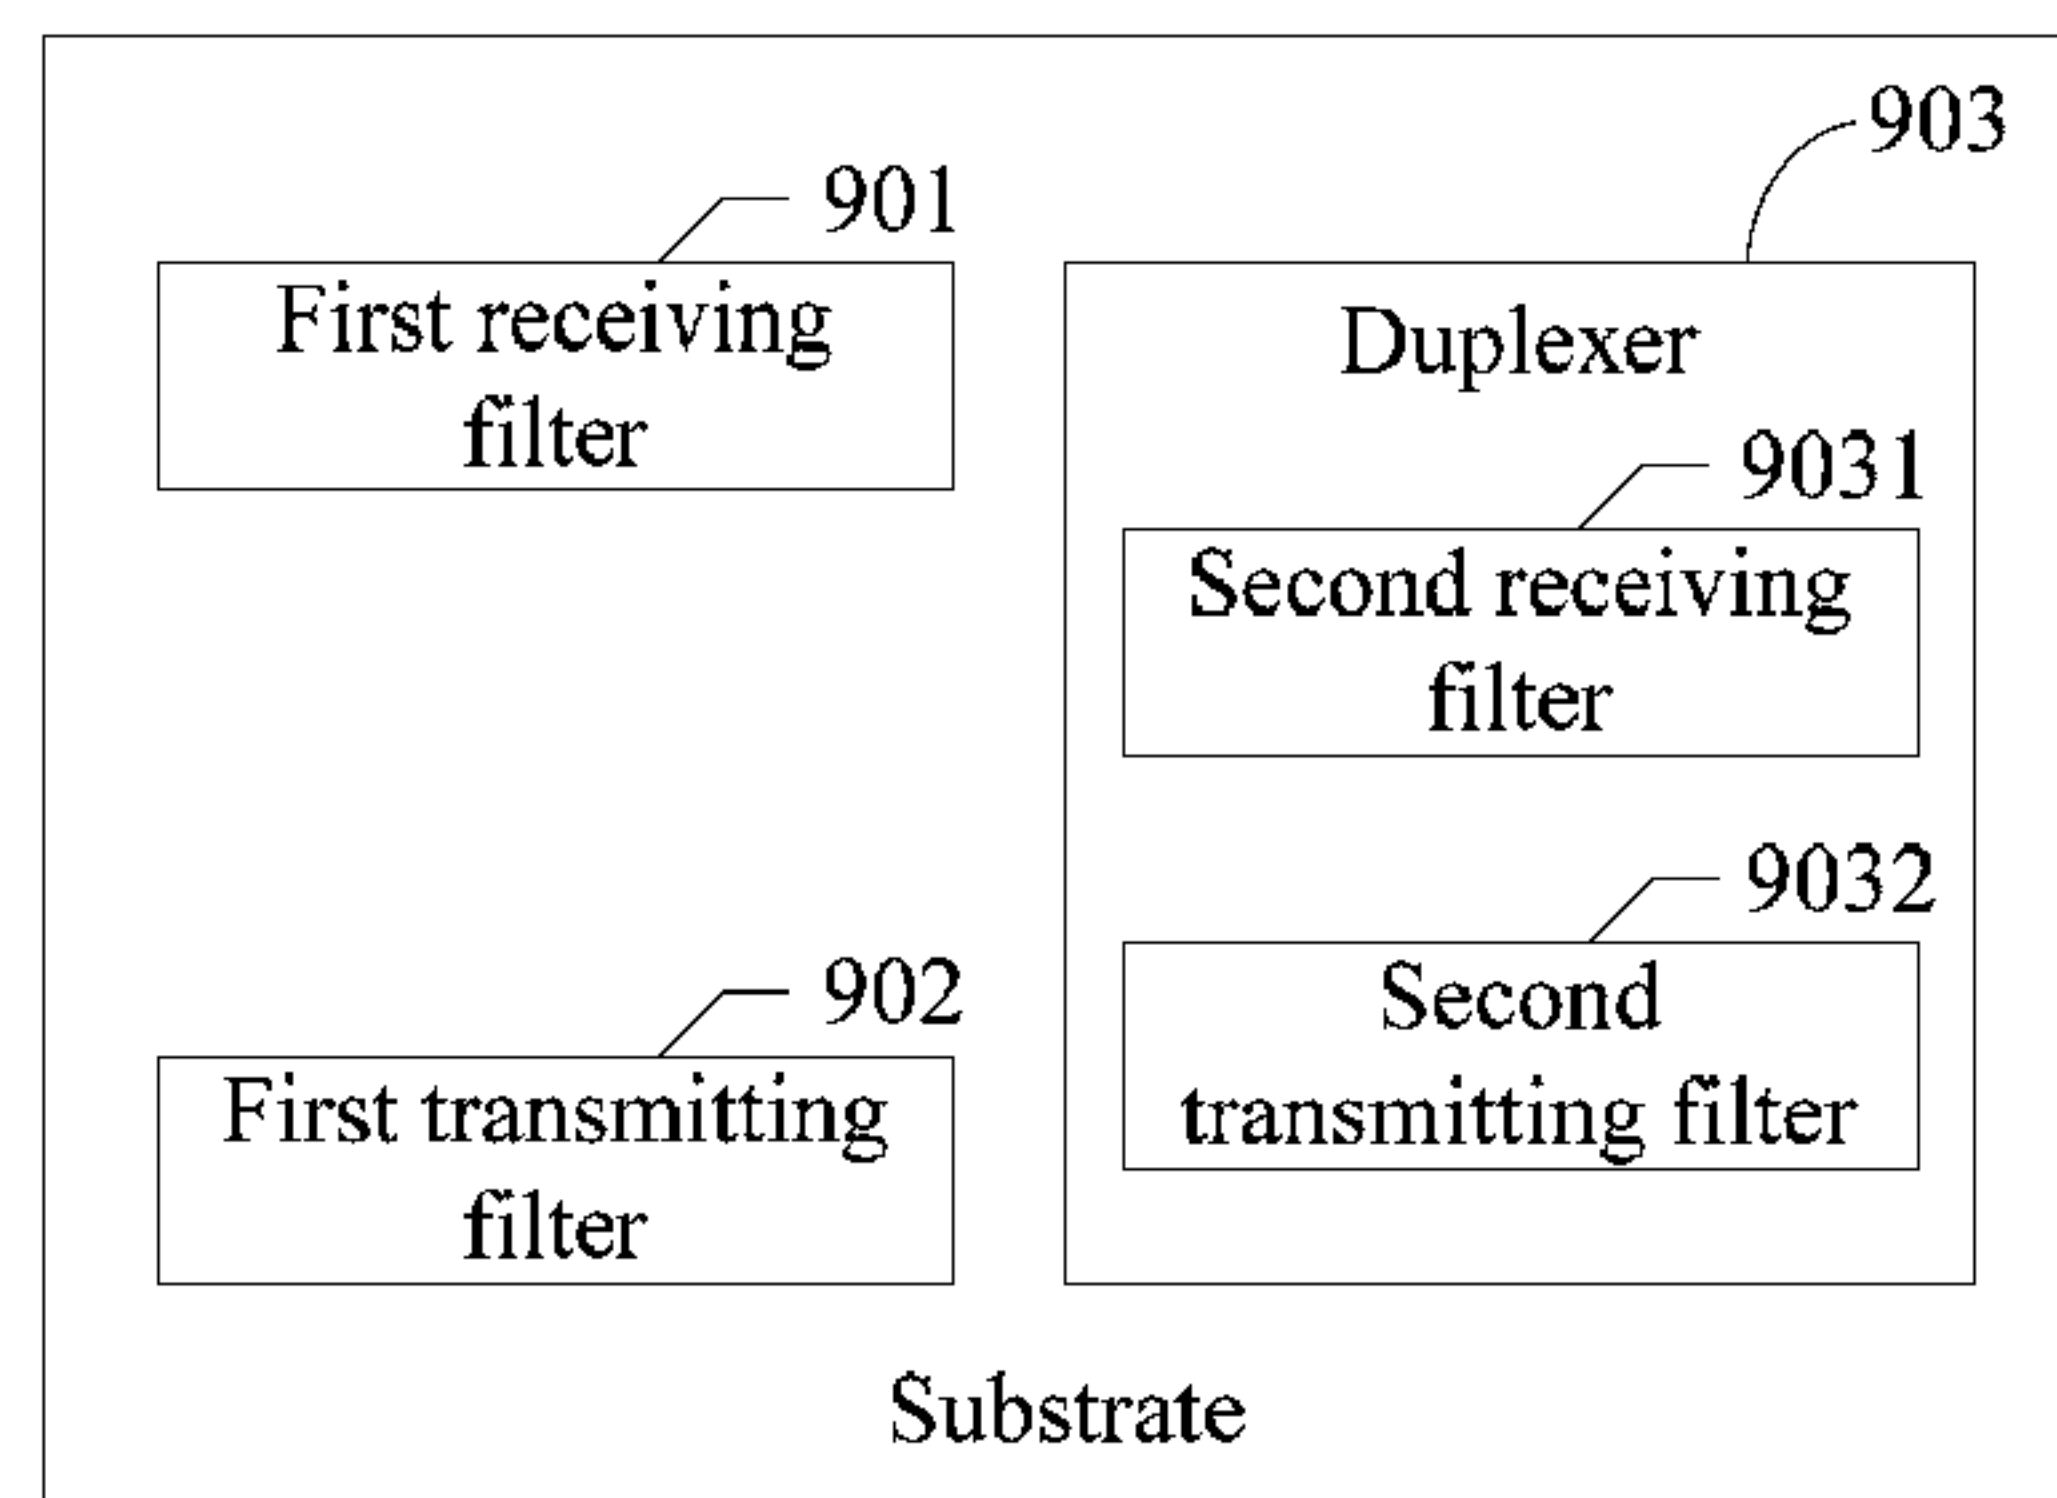 903
901
First receiving
filter
Duplexer
9031
Second receiving
filter
9032
Second
transmitting filter
902
First transmitting
filter
Substrate